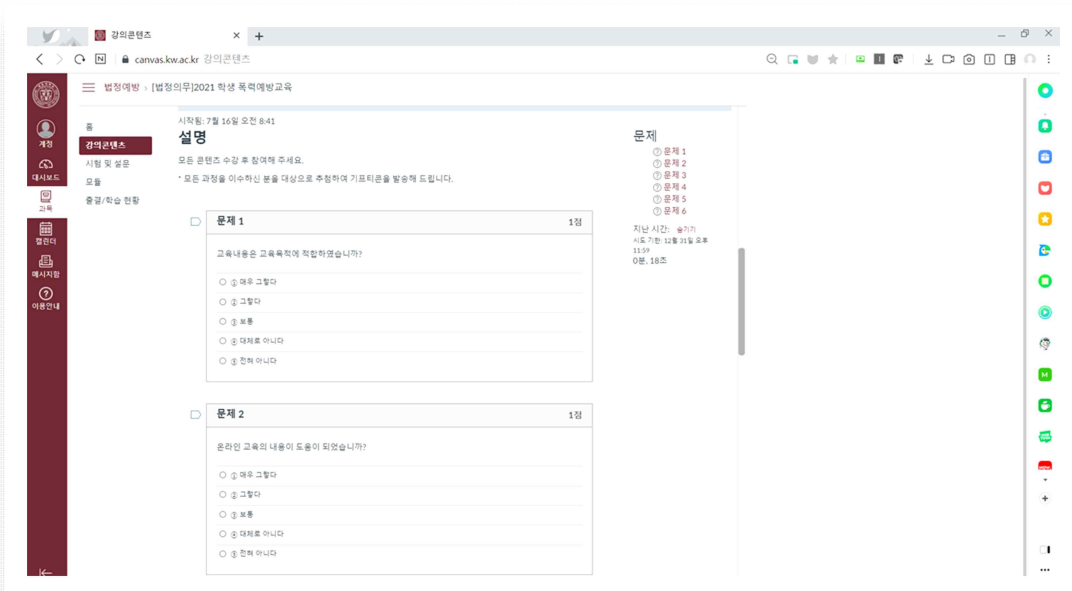 강의콘텐츠
canvas.kw.ac.kr 강의콘텐츠
법정예방 › [법정의무]2021 학생 폭력예방교육
계정
대시보드
과목
캘린더
메시지함
이용안내
홈
강의콘텐츠
시험 및 설문
모듈
출결/학습 현황
시작됨: 7월 16일 오전 8:41
설명
모든 콘텐츠 수강 후 참여해 주세요.
* 모든 과정을 이수하신 분을 대상으로 추첨하여 기프티콘을 발송해 드립니다.
문제 1
1점
교육내용은 교육목적에 적합하였습니까?
① 매우 그렇다
② 그렇다
③ 보통
④ 대체로 아니다
⑤ 전혀 아니다
문제 2
1점
온라인 교육의 내용이 도움이 되었습니까?
① 매우 그렇다
② 그렇다
③ 보통
④ 대체로 아니다
⑤ 전혀 아니다
문제
문제 1
문제 2
문제 3
문제 4
문제 5
문제 6
지난 시간: 숨기기
시도 기한: 12월 31일 오후
11:59
0분, 18초